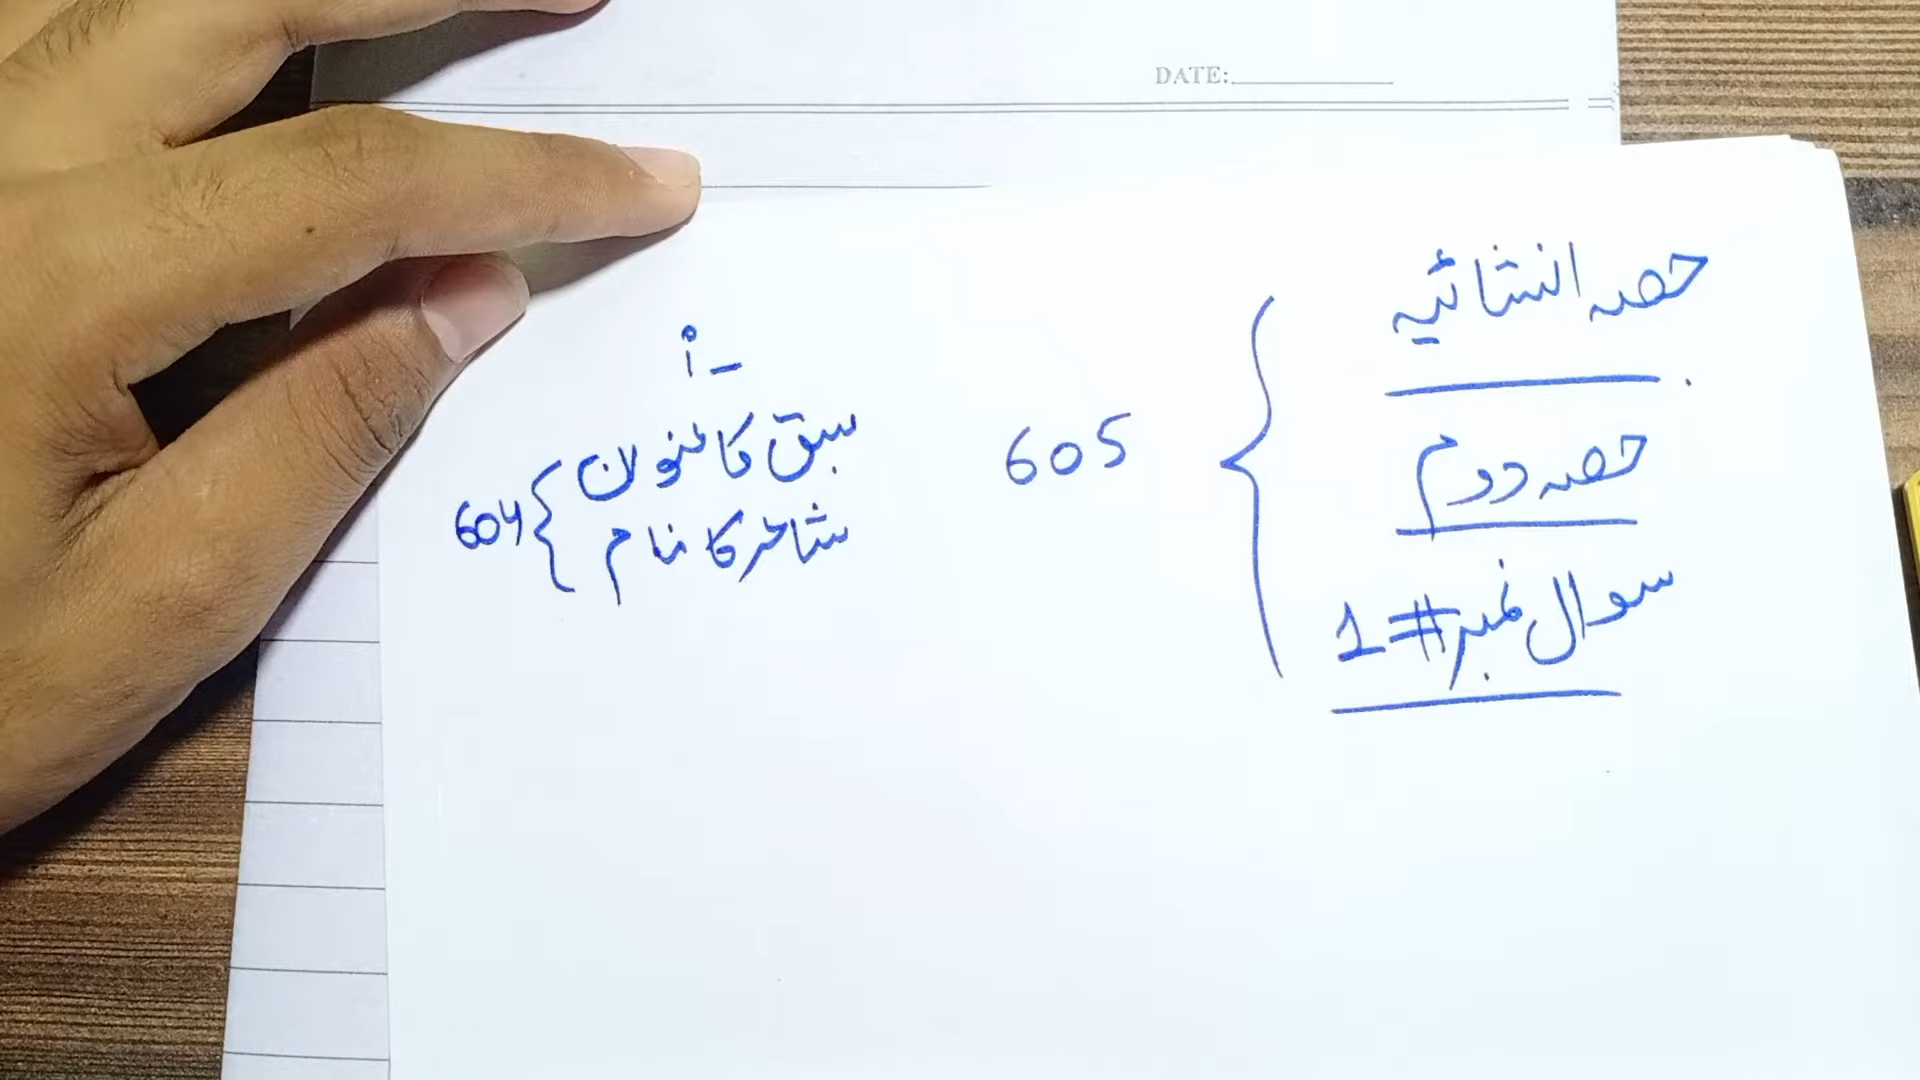 DATE:
حصہ انشائیہ
حصہ دوم
سوال نمبر#1
605
i-
سبق کا عنوان
شاعر کا نام
604